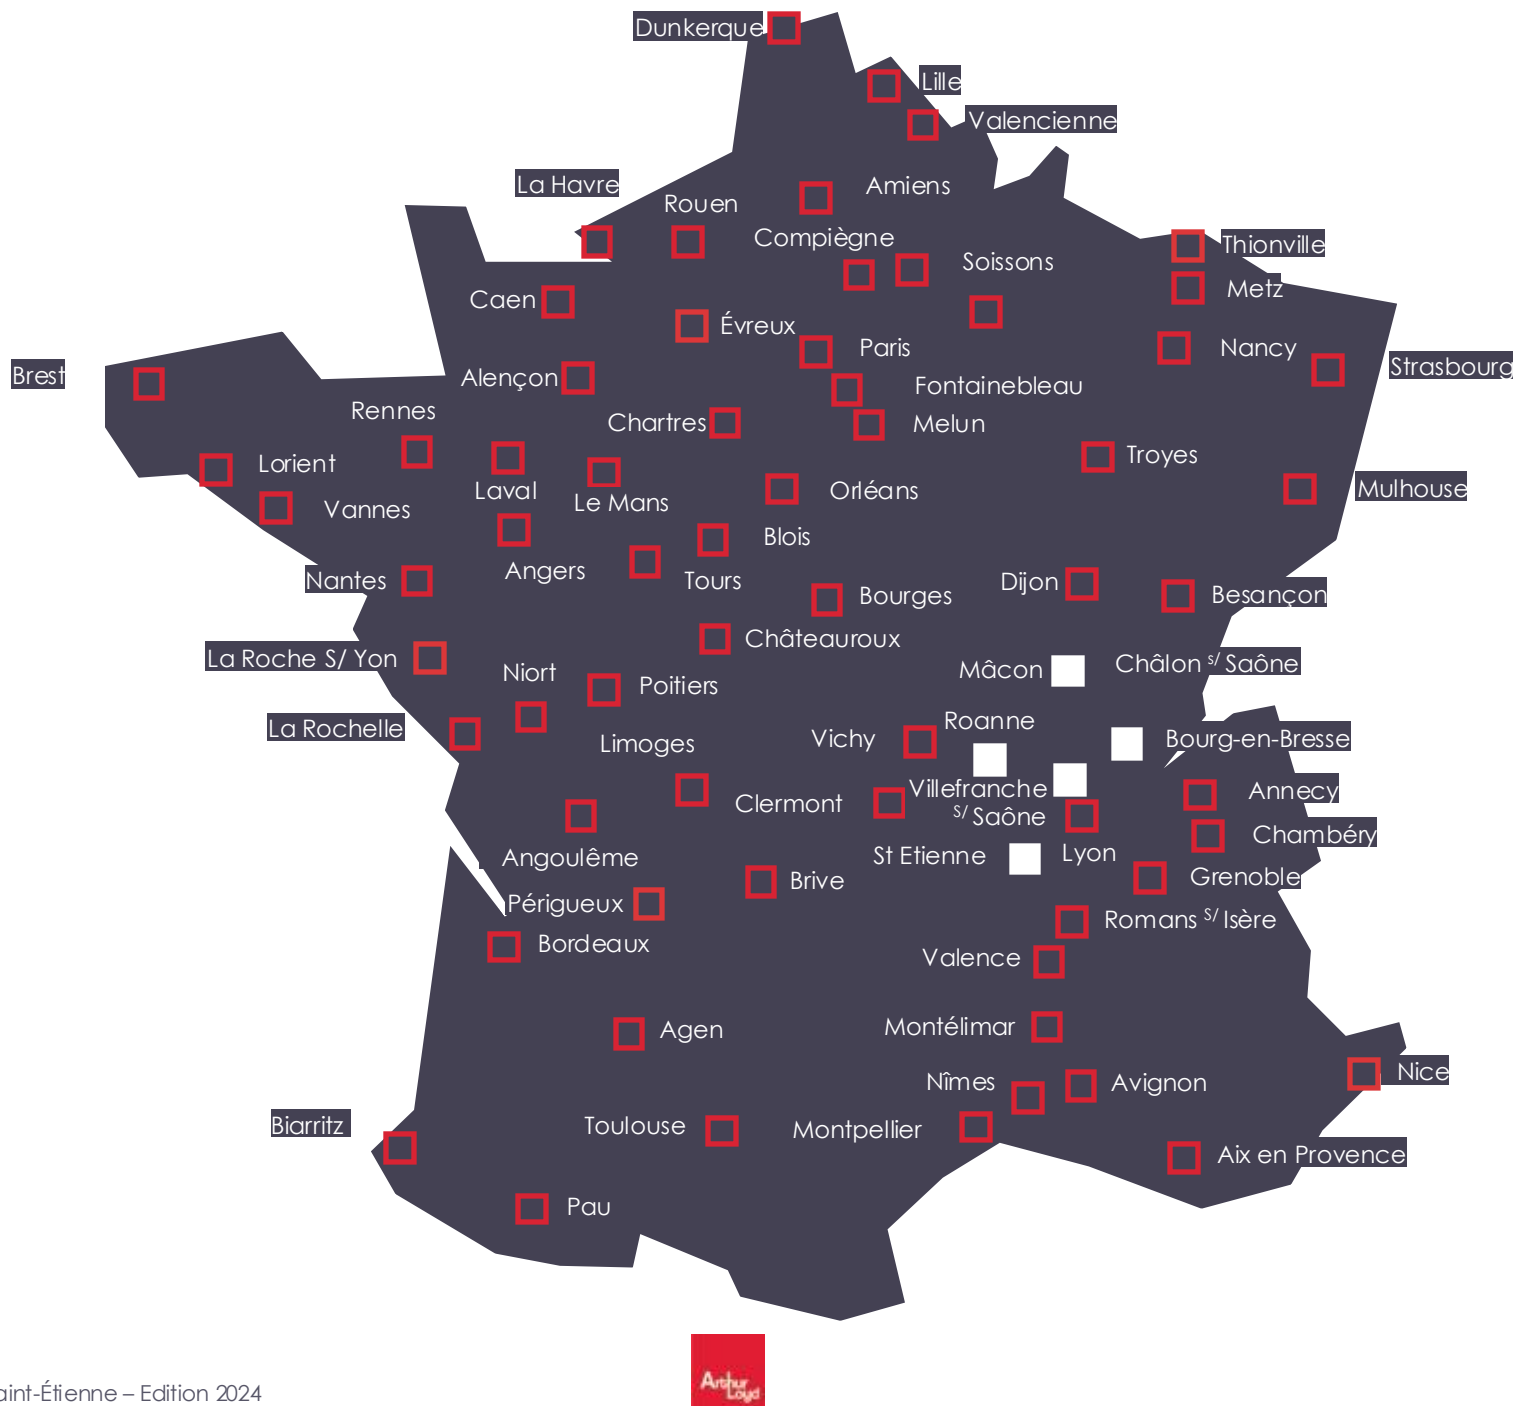 Dunkerque
Lille
Valencienne
La Havre
Amiens
Rouen
Compiègne
Thionville
Soissons
Metz
Caen
Évreux
Paris
Nancy
Strasbourg
Brest
Alençon
Fontainebleau
Rennes
Chartres
Melun
Troyes
Lorient
Laval
Le Mans
Orléans
Mulhouse
Vannes
Blois
Angers
Nantes
Tours
Dijon
Bourges
Besançon
Châteauroux
La Roche S/ Yon
Mâcon
Châlon s/ Saône
Niort
Poitiers
Roanne
La Rochelle
Limoges
Vichy
Bourg-en-Bresse
Villefranche
S/ Saône
Annecy
Clermont
Chambéry
Angoulême
St Etienne
Lyon
Brive
Grenoble
Périgueux
Romans S/ Isère
Bordeaux
Valence
Agen
Montélimar
Nîmes
Avignon
Nice
Biarritz
Toulouse
Montpellier
Aix en Provence
Pau
Arthur
Loyd
aint-Étienne – Edition 2024